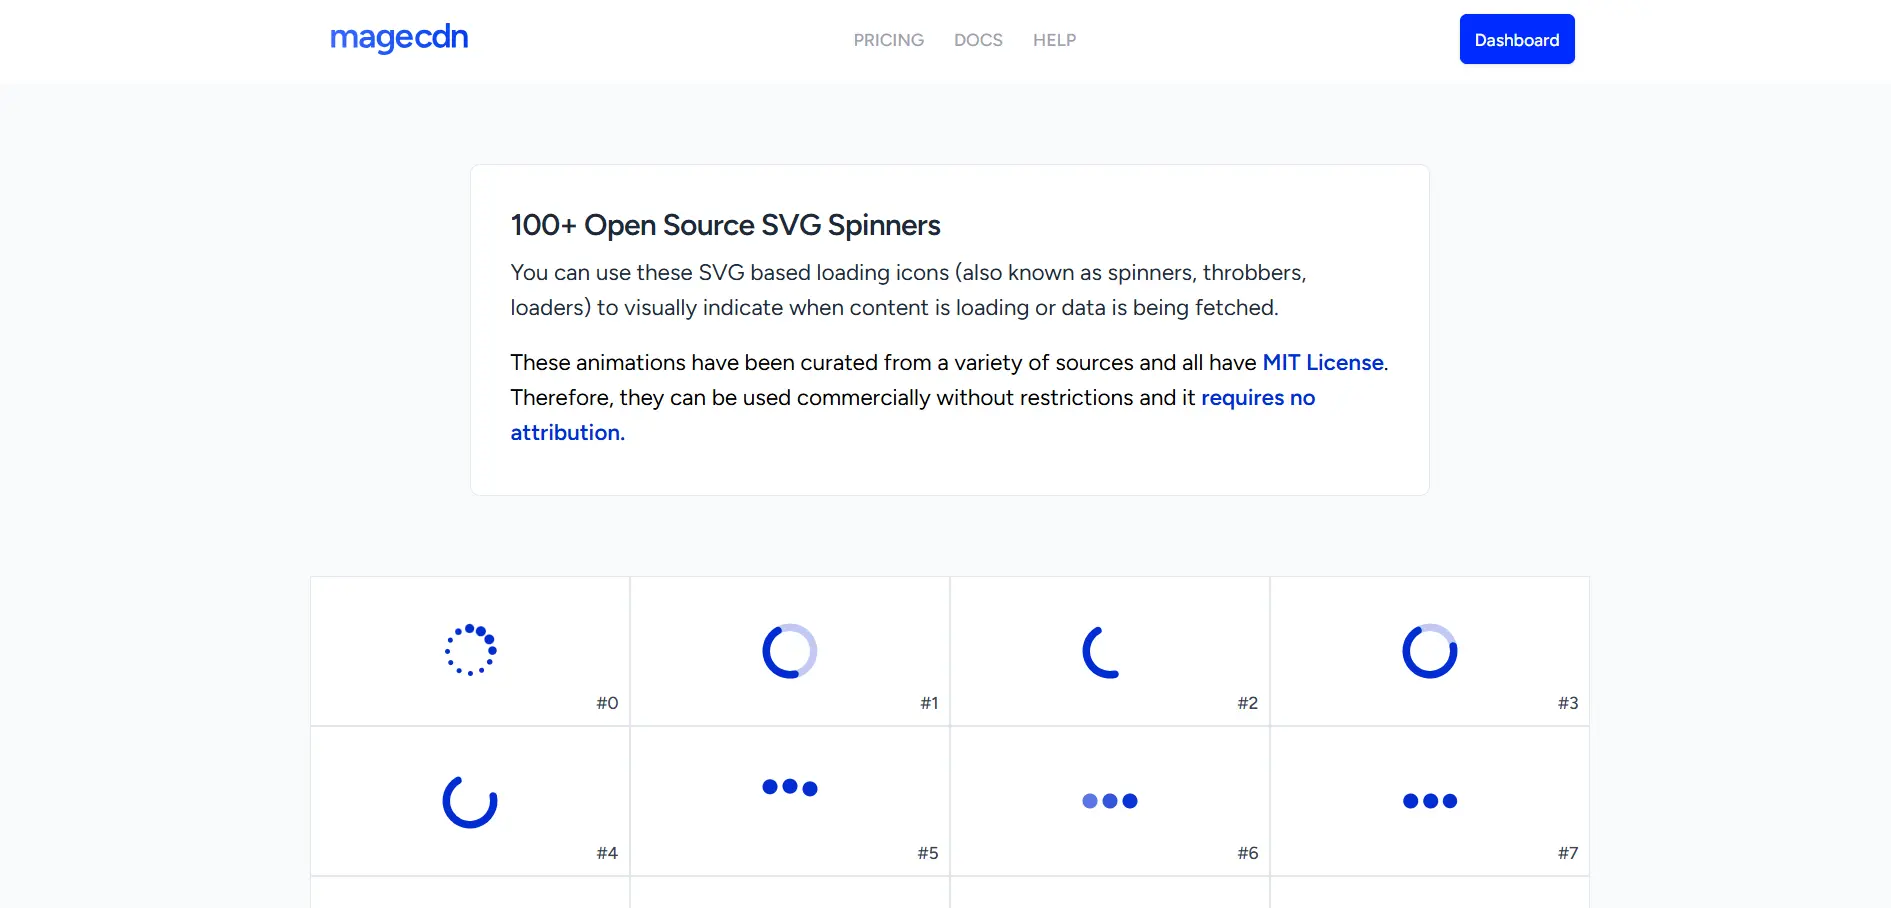 magecdn
PRICING DOCS HELP
Dashboard
100+ Open Source SVG Spinners
You can use these SVG based loading icons (also known as spinners, throbbers,
loaders) to visually indicate when content is loading or data is being fetched.
These animations have been curated from a variety of sources and all have MIT License.
Therefore, they can be used commercially without restrictions and it requires no
attribution.
#0 #1 #2 #3
#4 #5 #6 #7